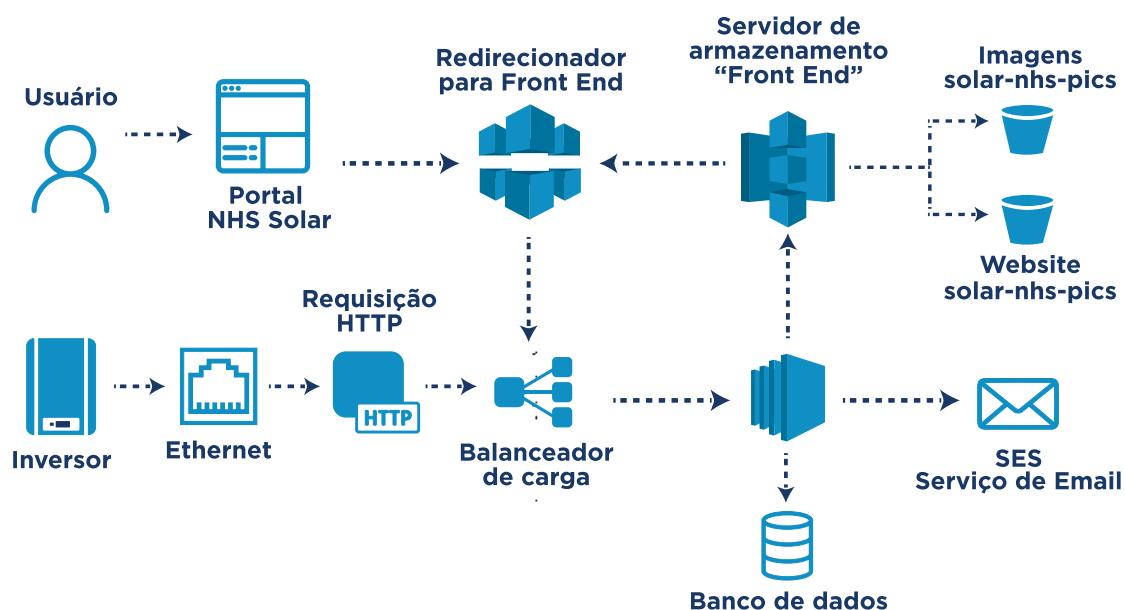 Usuário
Portal
NHS Solar
Redirecionador
para Front End
Servidor de
armazenamento
“Front End”
Imagens
solar-nhs-pics
Website
solar-nhs-pics
Inversor
Ethernet
Requisição
HTTP
HTTP
Balanceador
de carga
SES
Serviço de Email
Banco de dados